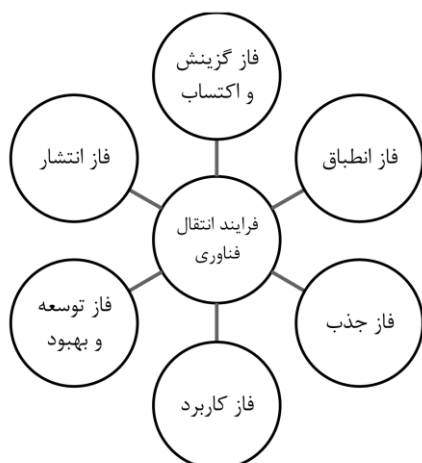 فاز گزینش
و اکتساب
فاز انطباق
فاز جذب
فاز کاربرد
فاز توسعه
و بهبود
فاز انتشار
فرایند انتقال
فناوری